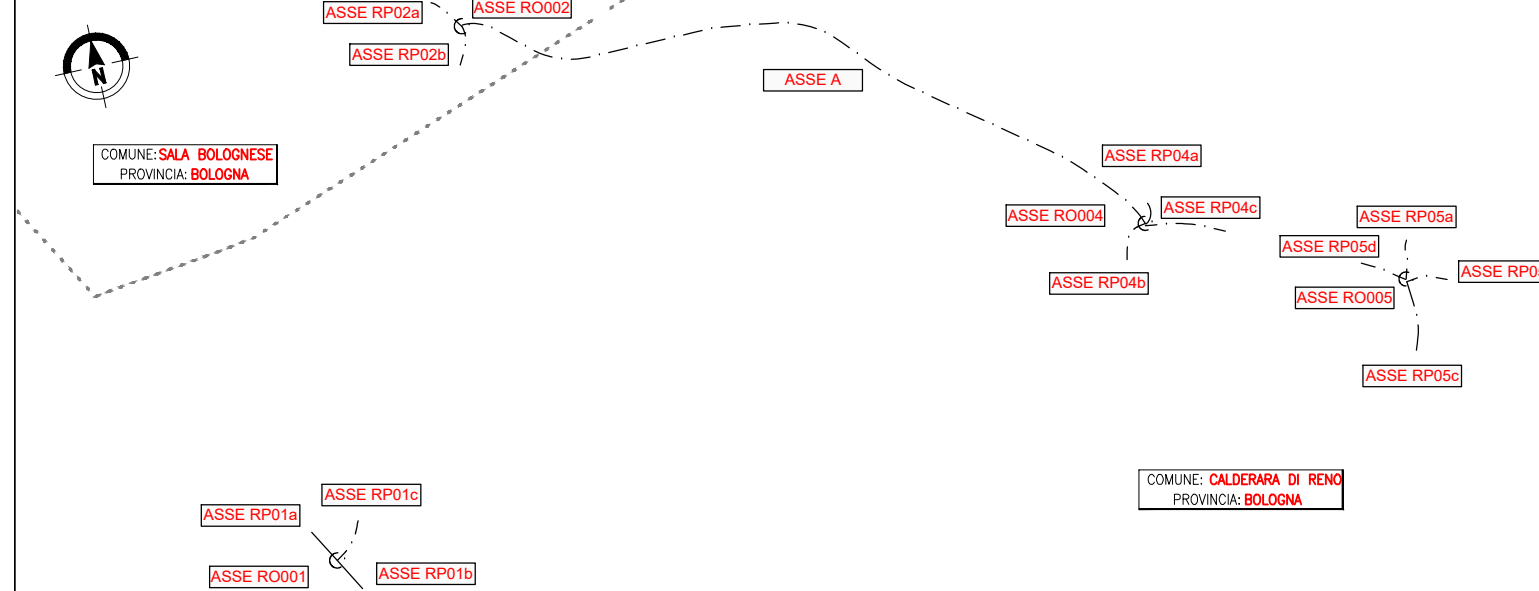 ASSE RP02a
ASSE RO002
ASSE RP02b
N
ASSE A
COMUNE: SALA BOLOGNESE
PROVINCIA: BOLOGNA
ASSE RP04a
ASSE RO004
ASSE RP04c
ASSE RP04b
ASSE RP05a
ASSE RP05d
ASSE RP05
ASSE RO005
ASSE RP05c
COMUNE: CALDERARA DI RENO
PROVINCIA: BOLOGNA
ASSE RP01c
ASSE RP01a
ASSE RO001
ASSE RP01b